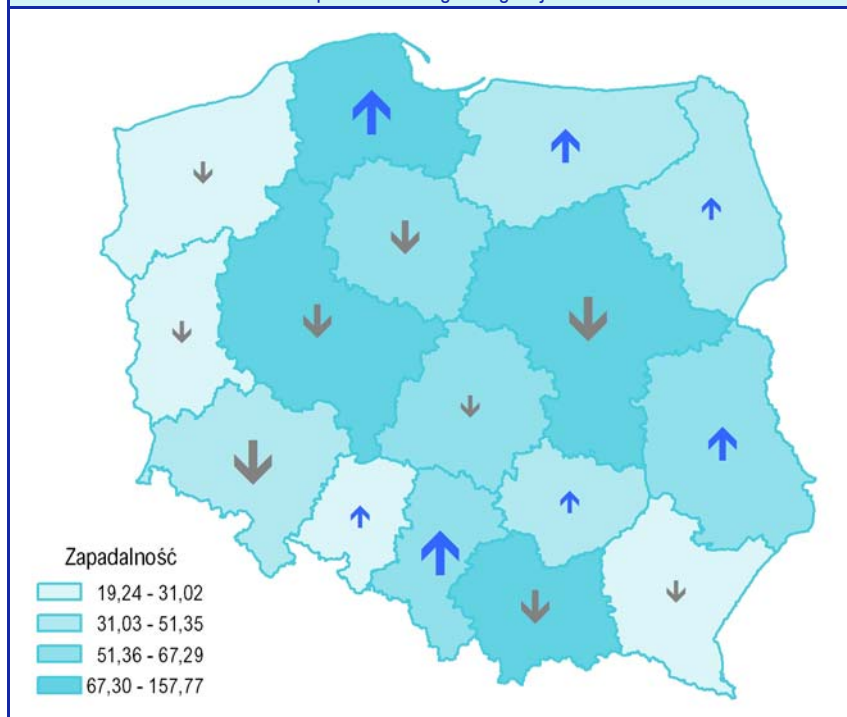 Zapadalność
19,24 - 31,02
31,03 - 51,35
51,36 - 67,29
67,30 - 157,77